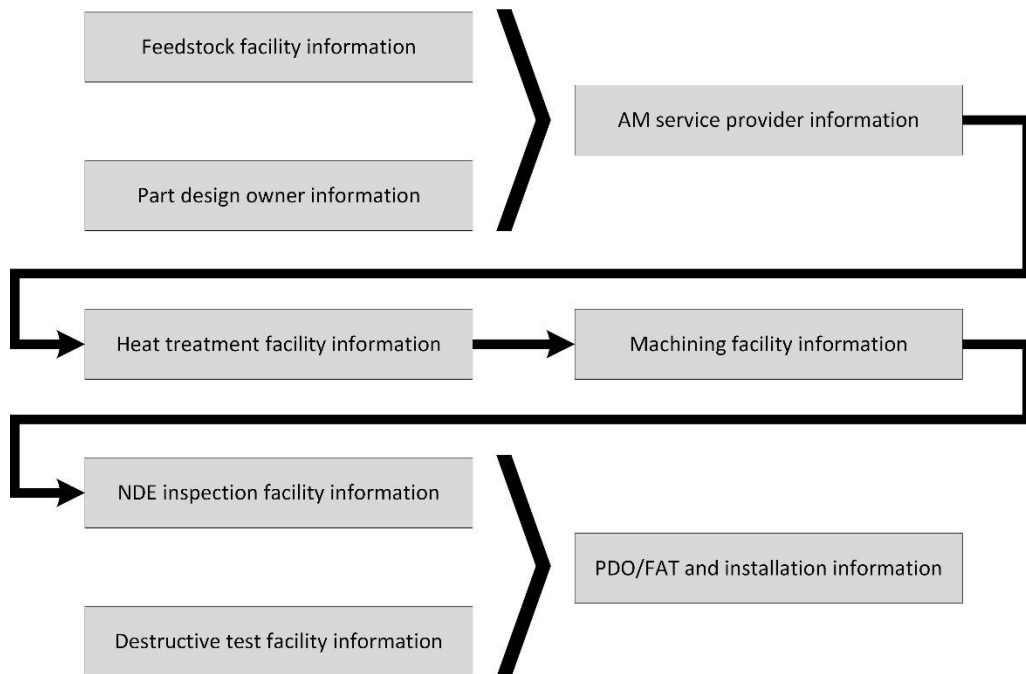 Feedstock facility information
AM service provider information
Part design owner information
Heat treatment facility information
Machining facility information
NDE inspection facility information
PDO/FAT and installation information
Destructive test facility information